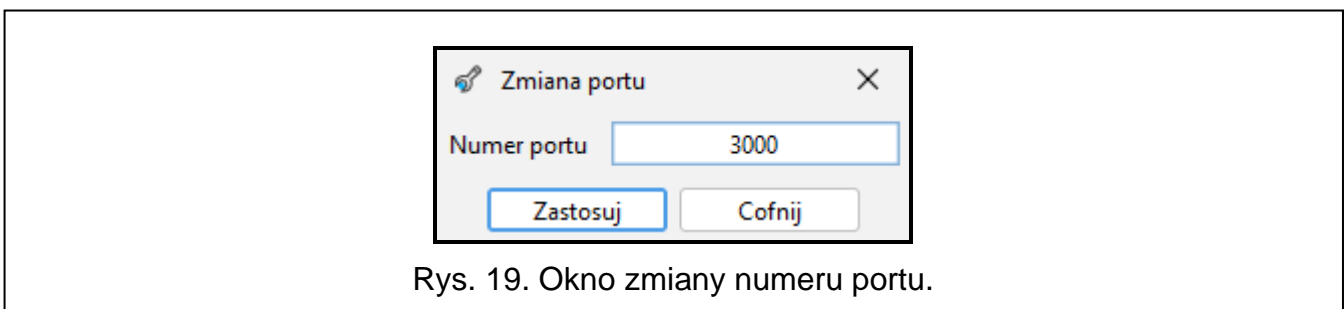 Zmiana portu
Numer portu 3000
Zastosuj Cofnij
Rys. 19. Okno zmiany numeru portu.